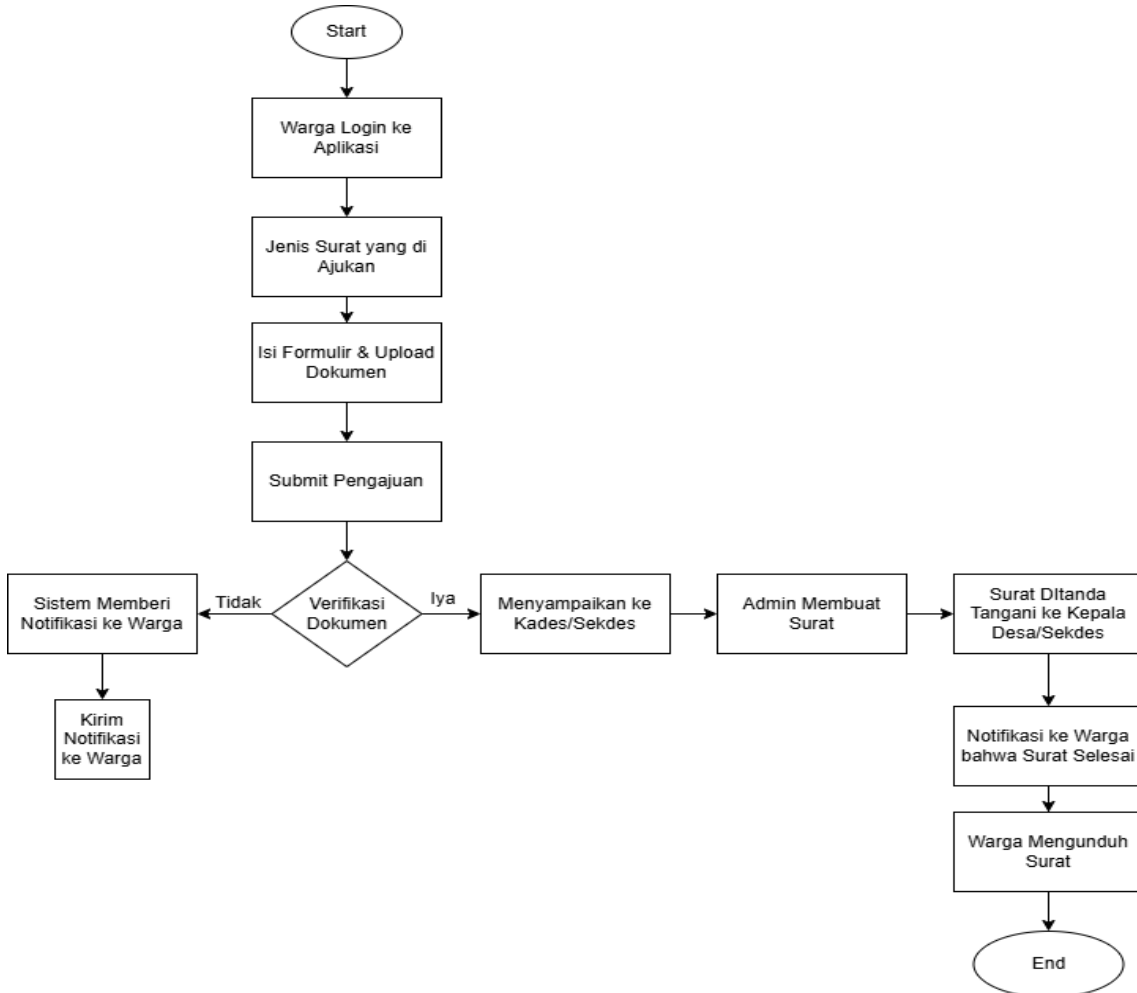 Start
Warga Login ke
Aplikasi
Jenis Surat yang di
Ajukan
Isi Formulir & Upload
Dokumen
Submit Pengajuan
Verifikasi
Dokumen
Tidak
Sistem Memberi
Notifikasi ke Warga
Kirim
Notifikasi
ke Warga
Iya
Menyampaikan ke
Kades/Sekdes
Admin Membuat
Surat
Surat DItanda
Tangani ke Kepala
Desa/Sekdes
Notifikasi ke Warga
bahwa Surat Selesai
Warga Mengunduh
Surat
End